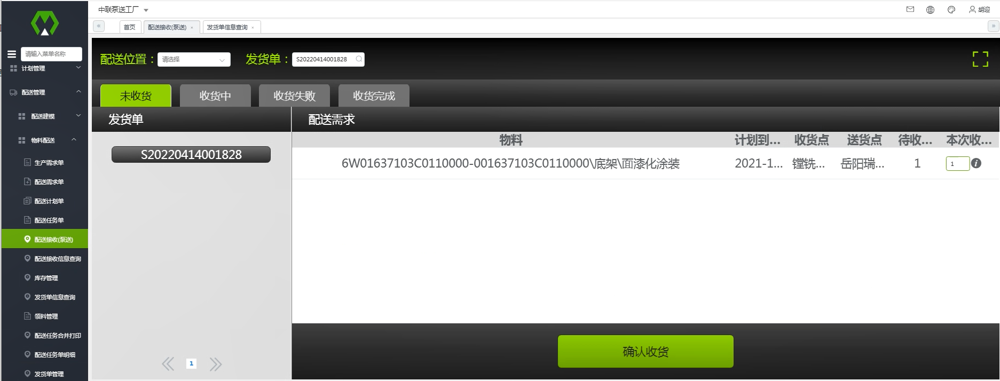 中联泵送工厂
胡迎
首页
配送接收(泵送) ×
发货单信息查询 ×
请输入菜单名称
计划管理
配送管理
配送建模
物料配送
生产需求单
配送需求单
配送计划单
配送任务单
配送接收(泵送)
配送接收信息查询
库存管理
发货单信息查询
领料管理
配送任务合并打印
配送任务单明细
发货单管理
配送位置： 请选择
发货单： S20220414001828
未收货 收货中 收货失败 收货完成
发货单
S20220414001828
1
配送需求
物料 计划到... 收货点 送货点 待收... 本次收...
6W01637103C0110000-001637103C0110000\底架\面漆化涂装 2021-1... 镗铣... 岳阳瑞... 1 1
确认收货